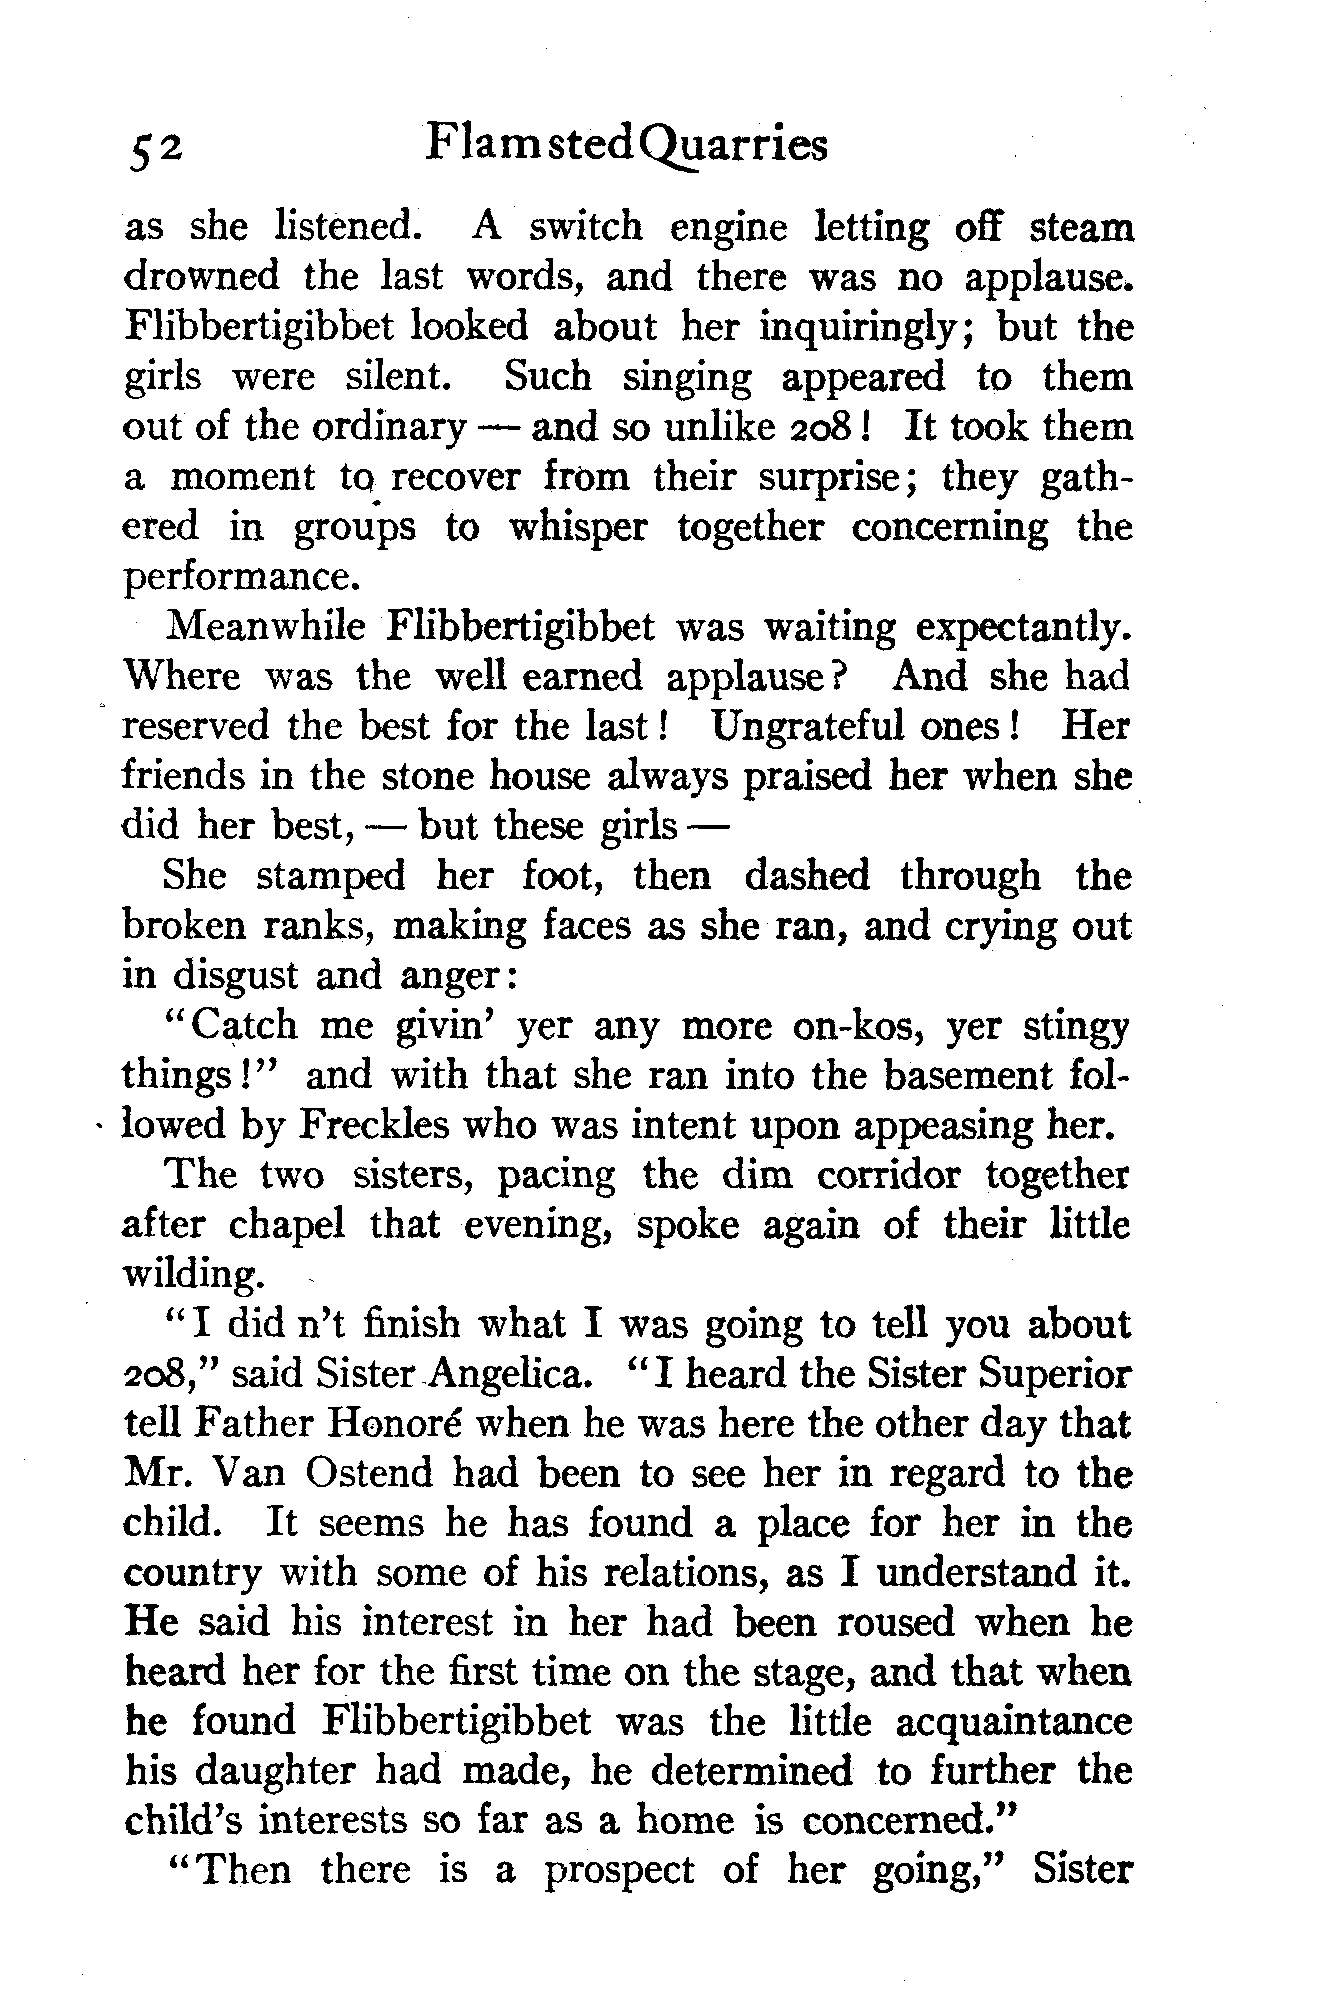 52 Flamsted Quarries
as she listened. A switch engine letting off steam
drowned the last words, and there was no applause.
Flibbertigibbet looked about her inquiringly; but the
girls were silent. Such singing appeared to them
out of the ordinary — and so unlike 208! It took them
a moment to recover from their surprise; they gath-
ered in groups to whisper together concerning the
performance.
Meanwhile Flibbertigibbet was waiting expectantly.
Where was the well earned applause? And she had
reserved the best for the last! Ungrateful ones! Her
friends in the stone house always praised her when she
did her best, — but these girls —
She stamped her foot, then dashed through the
broken ranks, making faces as she ran, and crying out
in disgust and anger:
"Catch me givin' yer any more on-kos, yer stingy
things!" and with that she ran into the basement fol-
lowed by Freckles who was intent upon appeasing her.
The two sisters, pacing the dim corridor together
after chapel that evening, spoke again of their little
wilding.
"I did n't finish what I was going to tell you about
208," said Sister Angelica. "I heard the Sister Superior
tell Father Honoré when he was here the other day that
Mr. Van Ostend had been to see her in regard to the
child. It seems he has found a place for her in the
country with some of his relations, as I understand it.
He said his interest in her had been roused when he
heard her for the first time on the stage, and that when
he found Flibbertigibbet was the little acquaintance
his daughter had made, he determined to further the
child's interests so far as a home is concerned."
"Then there is a prospect of her going," Sister